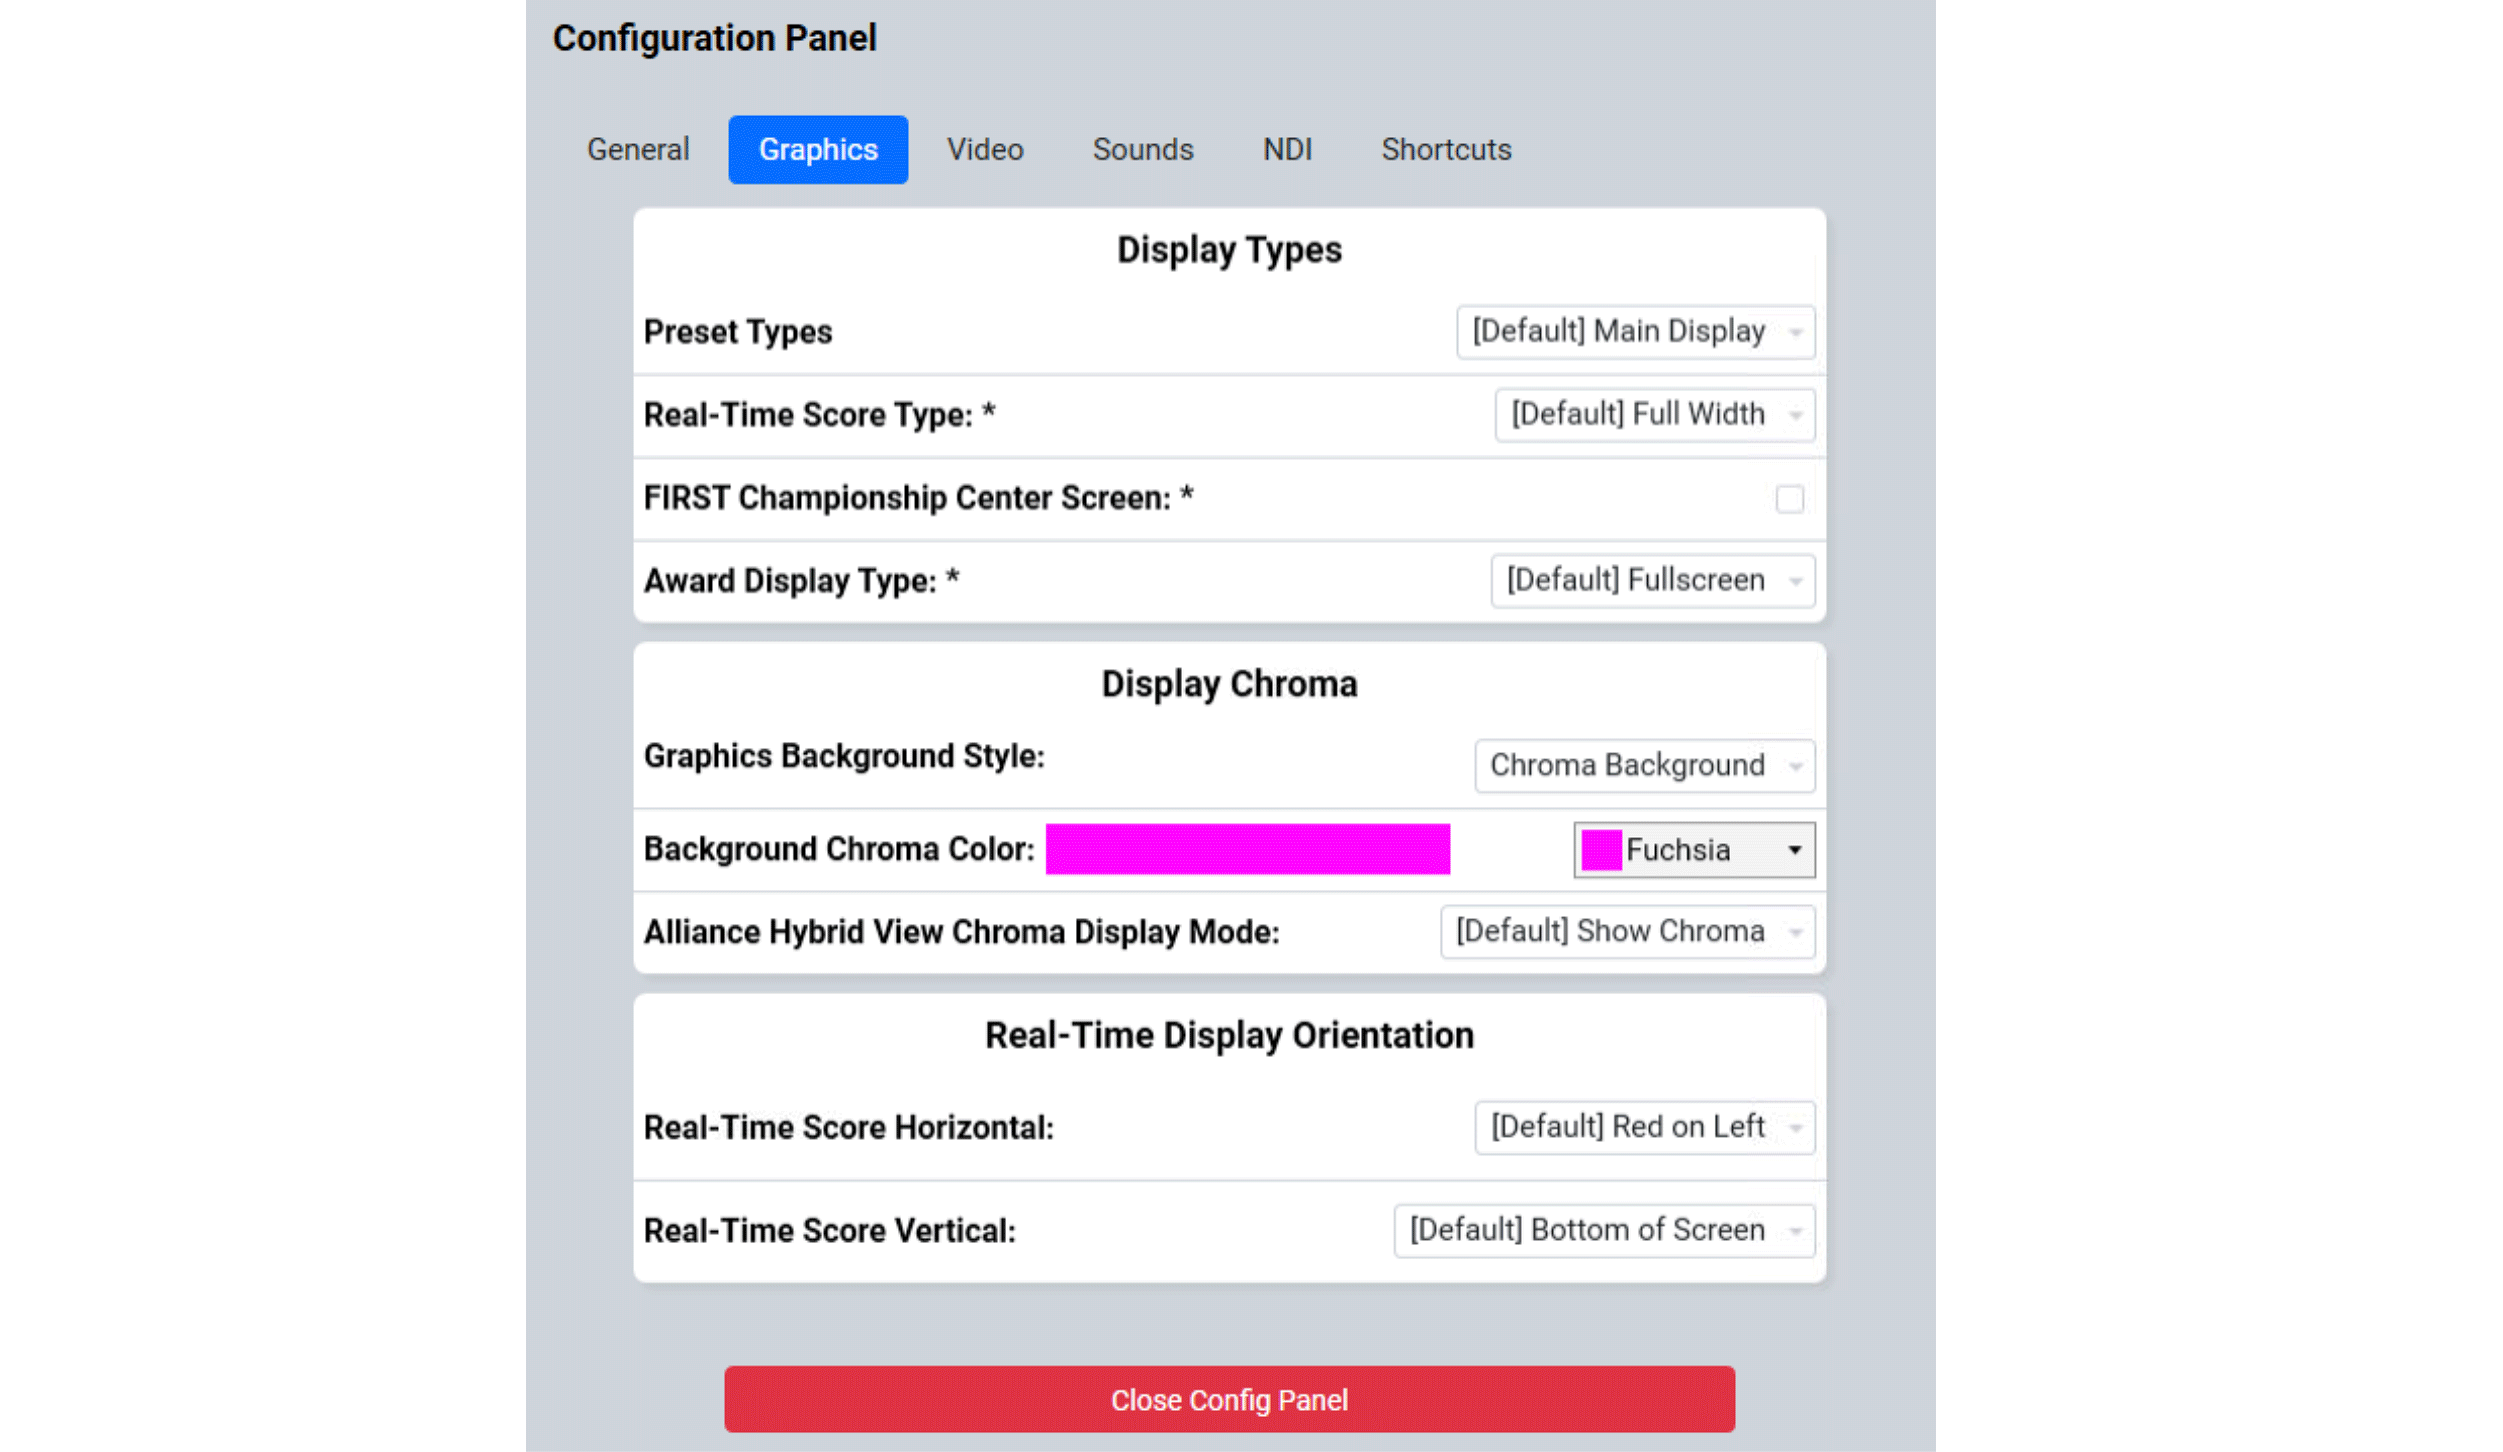 Configuration Panel
General Graphics Video Sounds NDI Shortcuts
Display Types
Preset Types [Default] Main Display
Real-Time Score Type: * [Default] Full Width
FIRST Championship Center Screen: *
Award Display Type: * [Default] Fullscreen
Display Chroma
Graphics Background Style: Chroma Background
Background Chroma Color: Fuchsia
Alliance Hybrid View Chroma Display Mode: [Default] Show Chroma
Real-Time Display Orientation
Real-Time Score Horizontal: [Default] Red on Left
Real-Time Score Vertical: [Default] Bottom of Screen
Close Config Panel